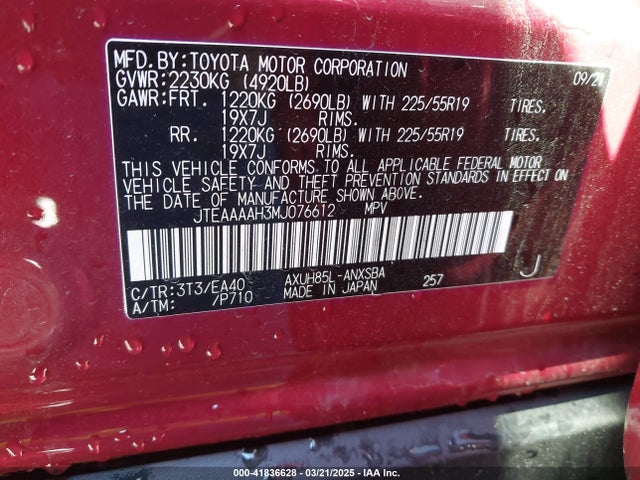 MFD.BY:TOYOTA MOTOR CORPORATION 09/21
GVWR:2230KG (4920LB)
GAWR:FRT. 1220KG (2690LB) WITH 225/55R19 TIRES.
19X7J RIMS.
RR. 1220KG (2690LB) WITH 225/55R19 TIRES.
19X7J RIMS.
THIS VEHICLE CONFORMS TO ALL APPLICABLE FEDERAL MOTOR
VEHICLE SAFETY AND THEFT PREVENTION STANDARDS IN EFFECT ON
THE DATE OF MANUFACTURE SHOWN ABOVE.
JTEAAAAH3MJ076612 MPV
C/TR:3T3/EA40 AXUH85L-ANXSBA 257 J
A/TM: /P710 MADE IN JAPAN
000-41836628 - 03/21/2025 - IAA Inc.